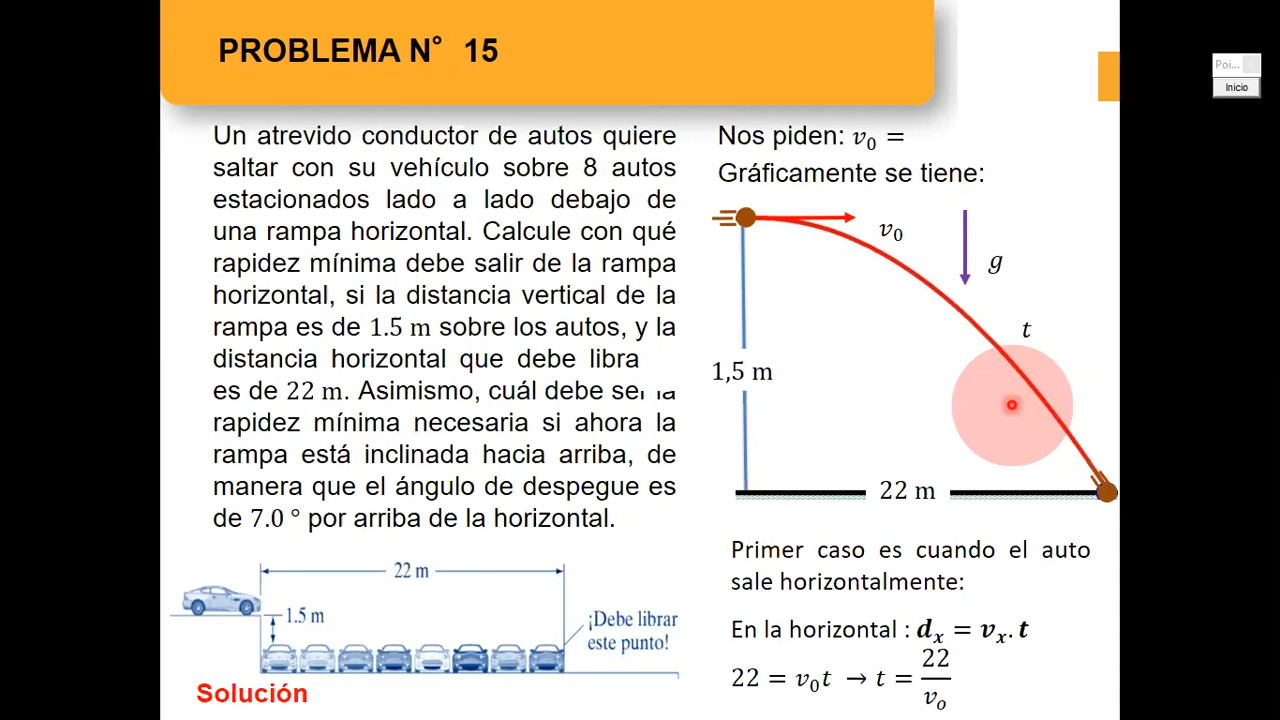 PROBLEMA N° 15
Un atrevido conductor de autos quiere
saltar con su vehículo sobre 8 autos
estacionados lado a lado debajo de
una rampa horizontal. Calcule con qué
rapidez mínima debe salir de la rampa
horizontal, si la distancia vertical de la
rampa es de 1.5 m sobre los autos, y la
distancia horizontal que debe libra
es de 22 m. Asimismo, cuál debe ser la
rapidez mínima necesaria si ahora la
rampa está inclinada hacia arriba, de
manera que el ángulo de despegue es
de 7.0 ° por arriba de la horizontal.
22 m
1.5 m
¡Debe librar
este punto!
Solución
Nos piden: v₀ =
Gráficamente se tiene:
v₀
g
t
1,5 m
22 m
Primer caso es cuando el auto
sale horizontalmente:
En la horizontal : dₓ = vₓ. t
22 = v₀t → t = 22/vₒ
Poi...
Inicio